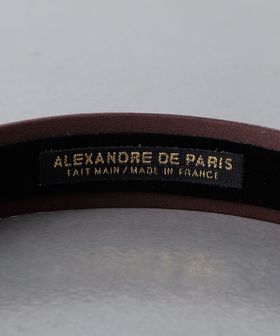 ALEXANDRE DE PARIS
FAIT MAIN / MADE IN FRANCE